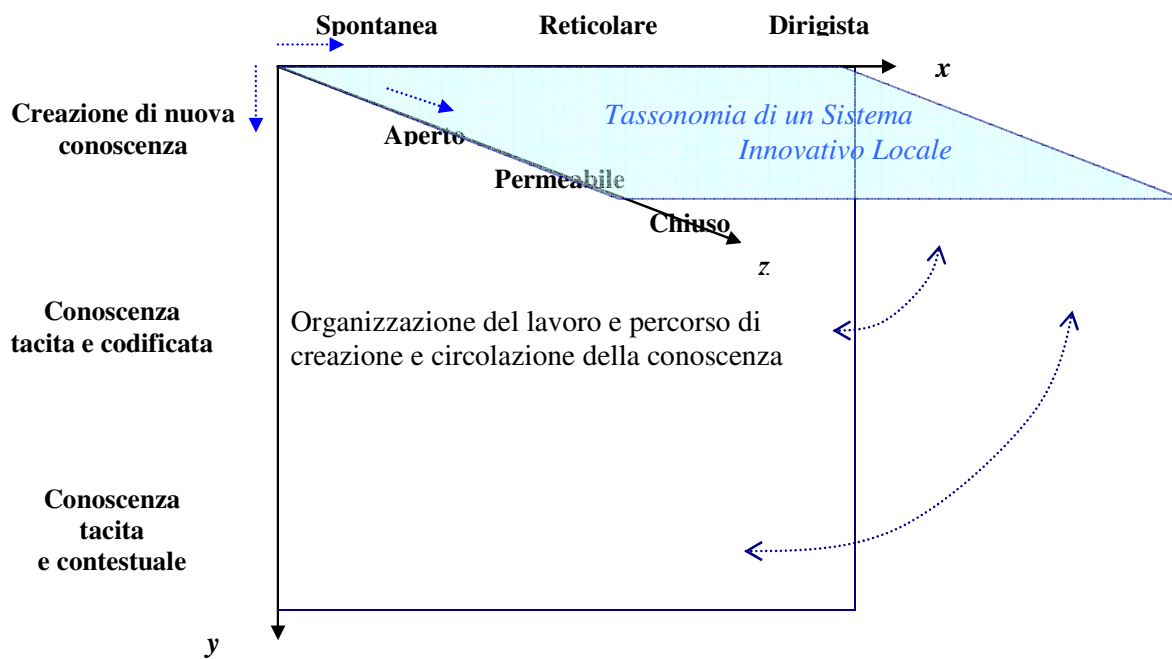 Spontanea Reticolare Dirigista
x
Creazione di nuova
conoscenza
Tassonomia di un Sistema
Innovativo Locale
Aperto
Permeabile
Chiuso
z
Conoscenza
tacita e codificata
Organizzazione del lavoro e percorso di
creazione e circolazione della conoscenza
Conoscenza
tacita
e contestuale
y